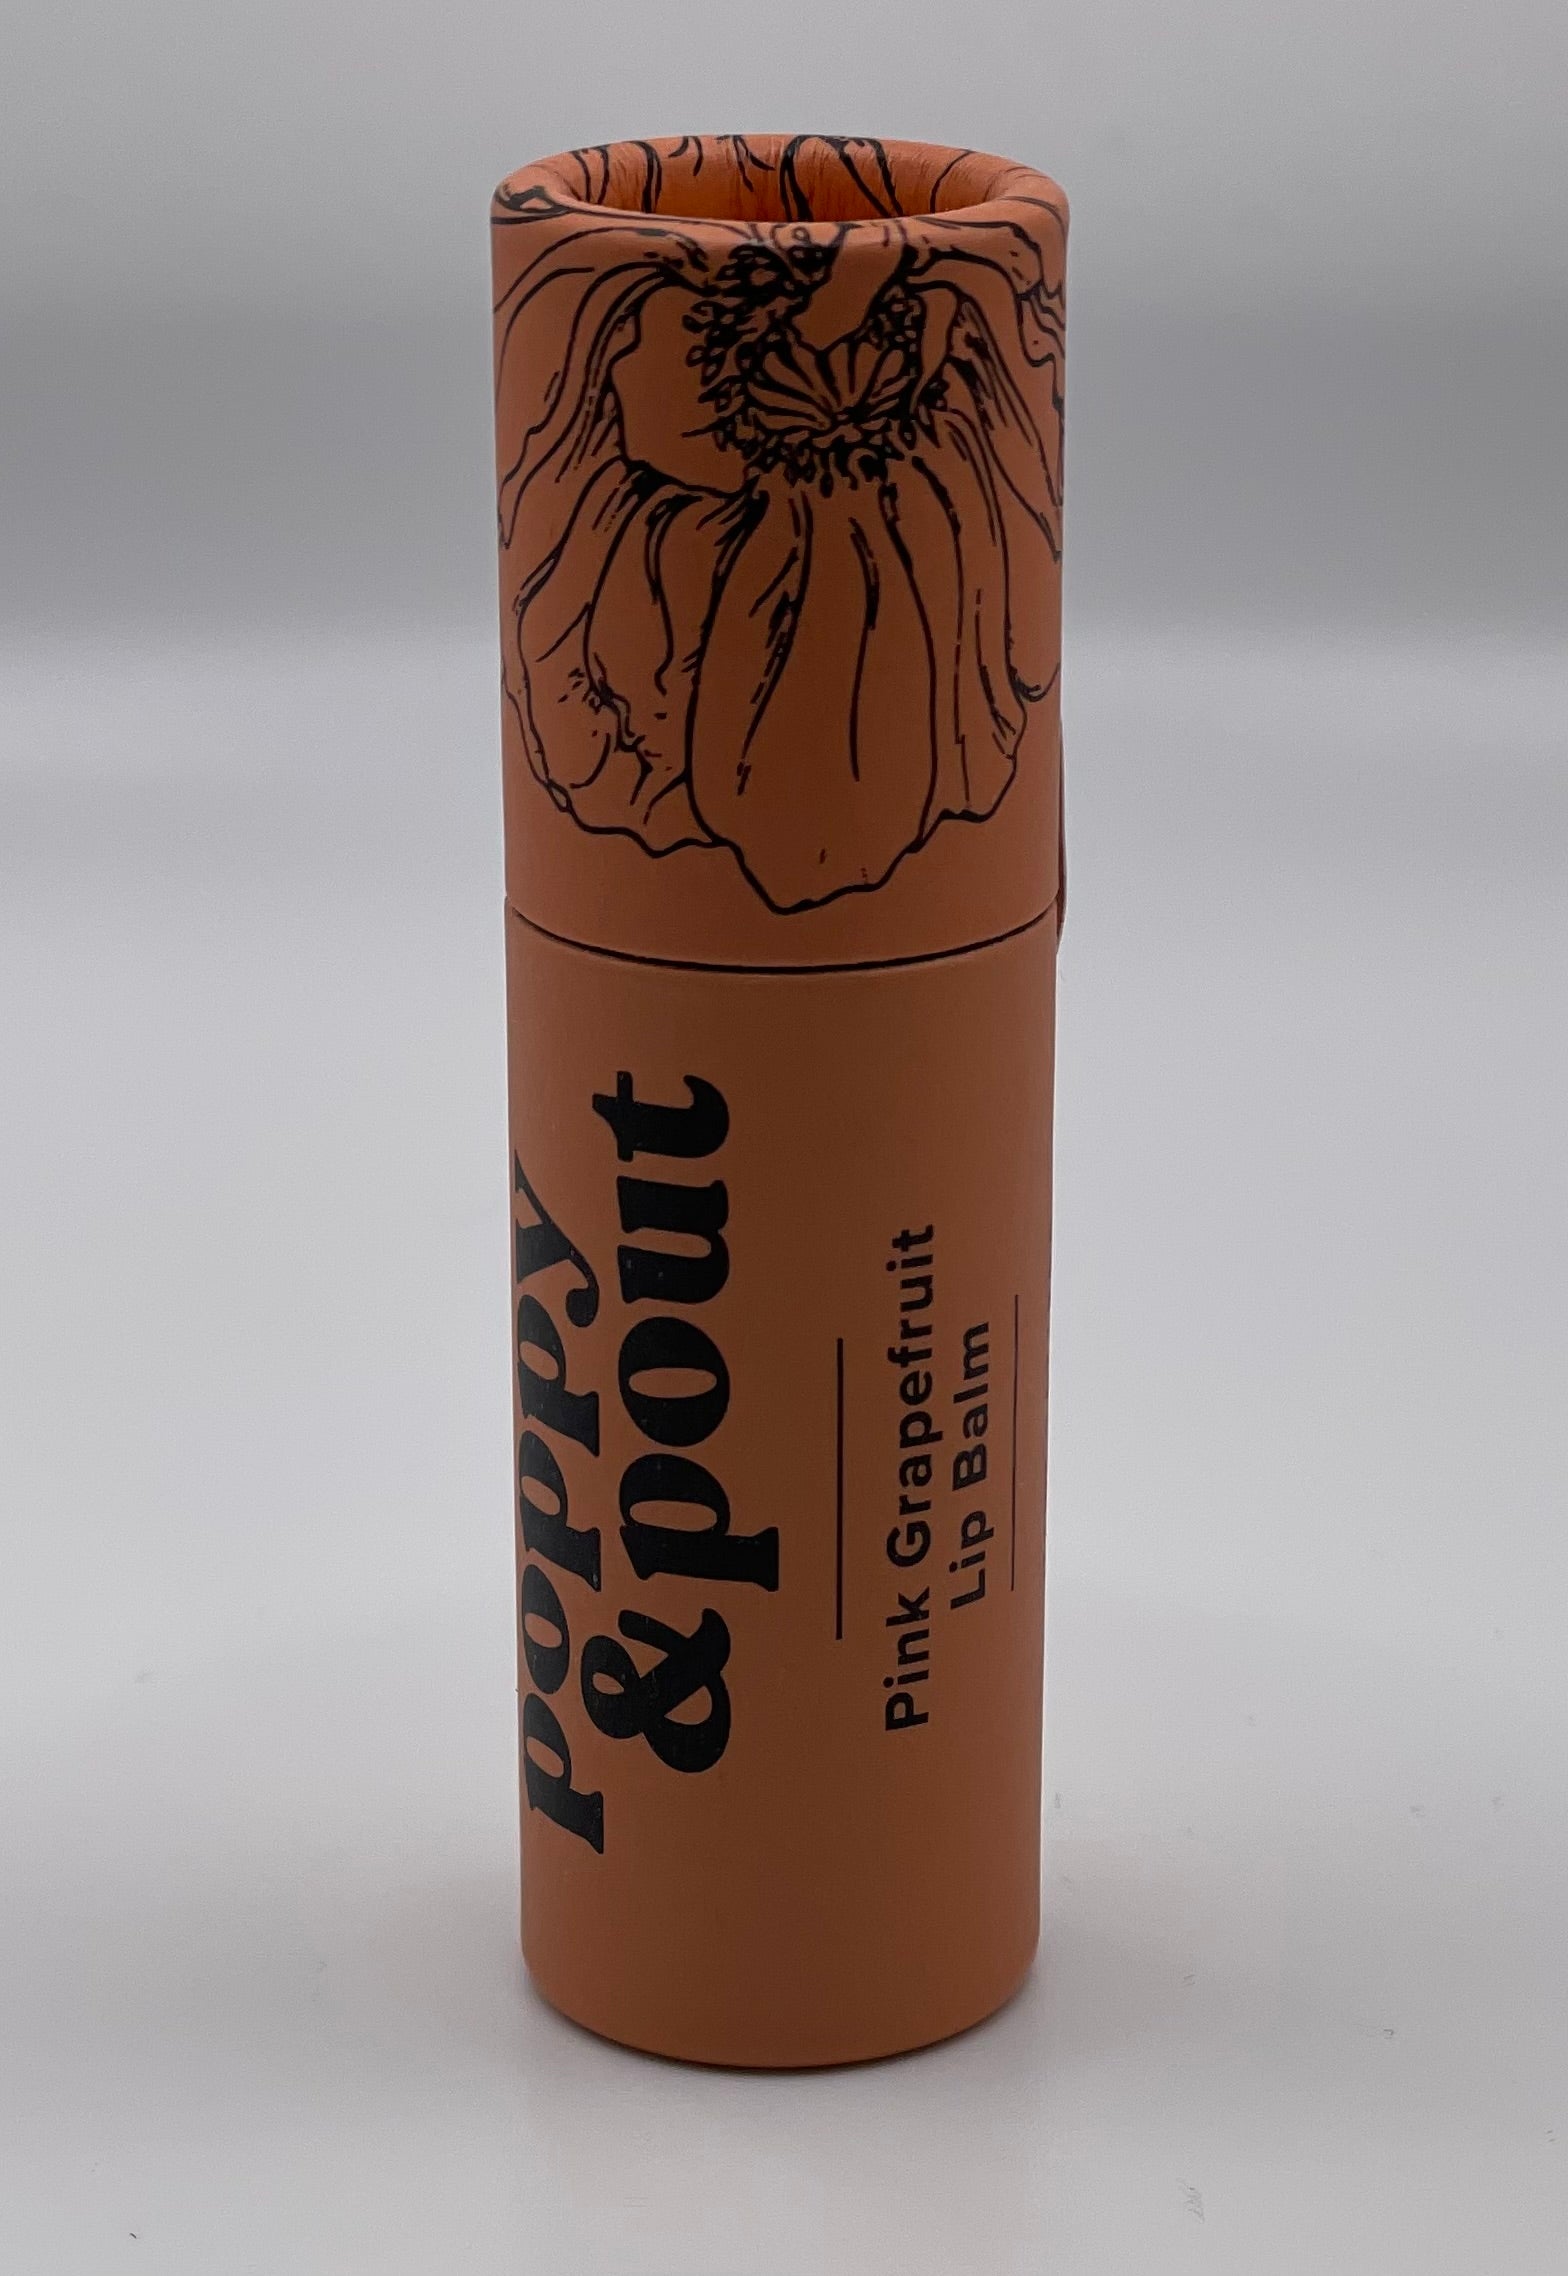 poppy
& pout
Pink Grapefruit
Lip Balm